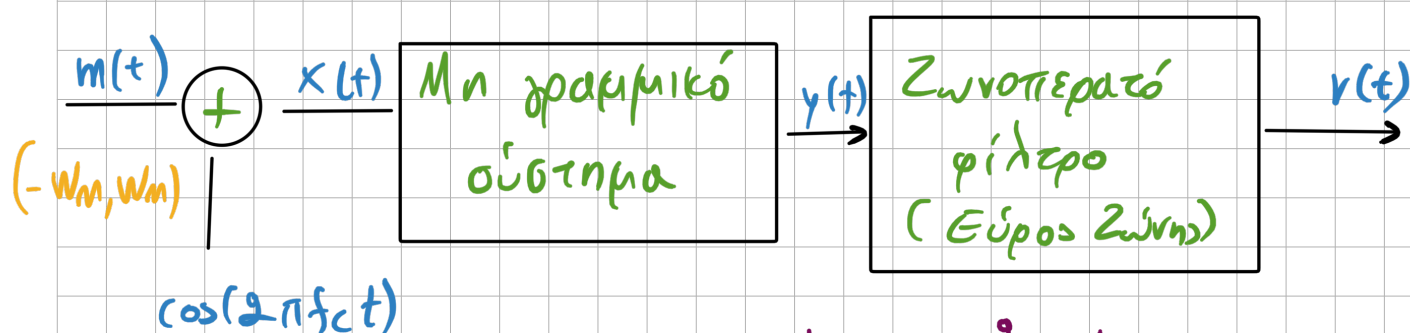 m(t)
+
x(t)
Μη γραμμικό
σύστημα
y(t)
Ζωνοπερατό
φίλτρο
(Εύρος Ζώνης)
r(t)
(-Wm, Wm)
cos(2πfct)